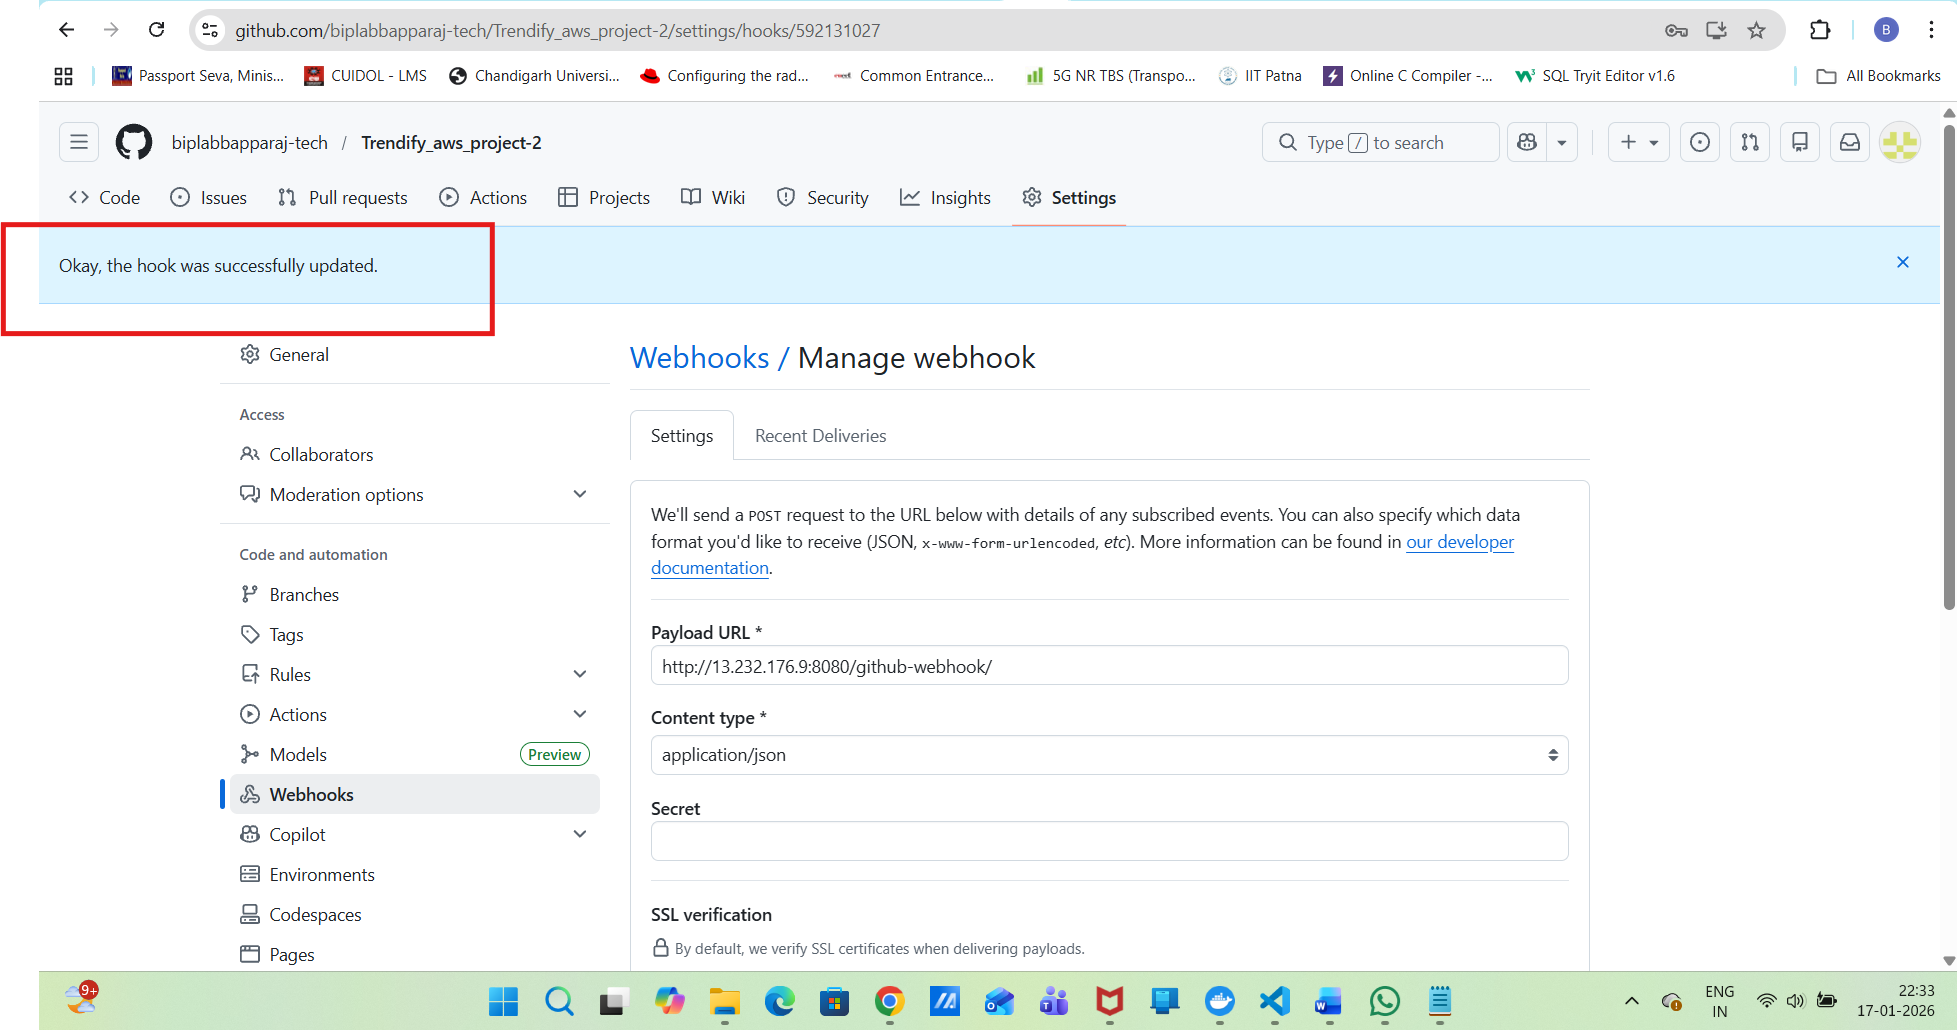 github.com/biplabbapparaj-tech/Trendify_aws_project-2/settings/hooks/592131027
B
Passport Seva, Minis...
CUIDOL - LMS
Chandigarh Universi...
Configuring the rad...
Common Entrance...
5G NR TBS (Transpo...
IIT Patna
Online C Compiler -...
SQL Tryit Editor v1.6
All Bookmarks
biplabbapparaj-tech / Trendify_aws_project-2
Type / to search
Code
Issues
Pull requests
Actions
Projects
Wiki
Security
Insights
Settings
Okay, the hook was successfully updated.
General
Access
Collaborators
Moderation options
Code and automation
Branches
Tags
Rules
Actions
Models
Preview
Webhooks
Copilot
Environments
Codespaces
Pages
Webhooks / Manage webhook
Settings
Recent Deliveries
We'll send a POST request to the URL below with details of any subscribed events. You can also specify which data
format you'd like to receive (JSON, x-www-form-urlencoded, etc). More information can be found in our developer
documentation.
Payload URL *
http://13.232.176.9:8080/github-webhook/
Content type *
application/json
Secret
SSL verification
By default, we verify SSL certificates when delivering payloads.
9+
ENG
IN
22:33
17-01-2026